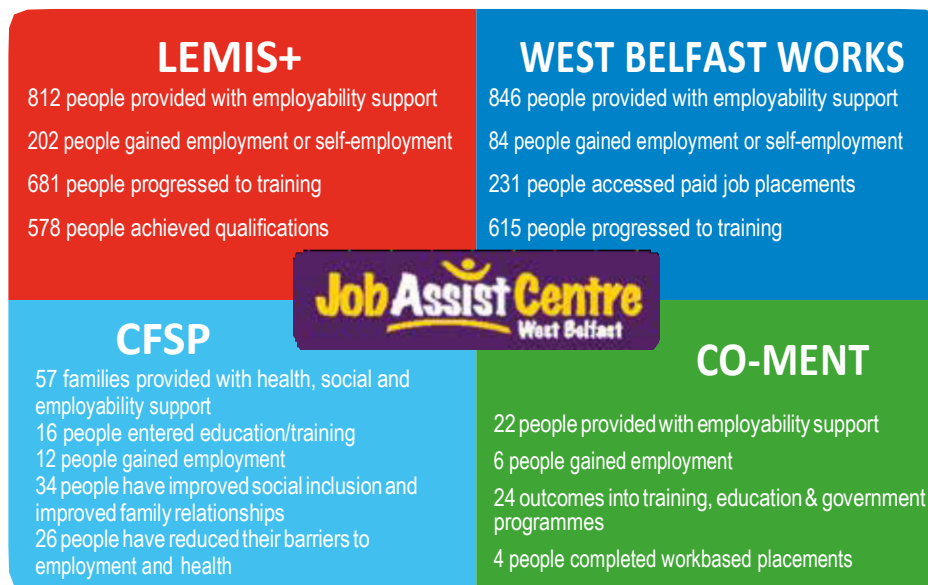 LEMIS+
812 people provided with employability support
202 people gained employment or self-employment
681 people progressed to training
578 people achieved qualifications
WEST BELFAST WORKS
846 people provided with employability support
84 people gained employment or self-employment
231 people accessed paid job placements
615 people progressed to training
Job Assist Centre
West Belfast
CFSP
57 families provided with health, social and
employability support
16 people entered education/training
12 people gained employment
34 people have improved social inclusion and
improved family relationships
26 people have reduced their barriers to
employment and health
CO-MENT
22 people provided with employability support
6 people gained employment
24 outcomes into training, education & government
programmes
4 people completed workbased placements